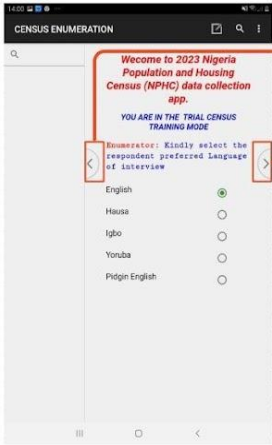 14:00
CENSUS ENUMERATION
Wecome to 2023 Nigeria
Population and Housing
Census (NPHC) data collection
app.
YOU ARE IN THE TRIAL CENSUS
TRAINING MODE
Enumerator: Kindly select the
respondent preferred Language
of interview
English
Hausa
Igbo
Yoruba
Pidgin English